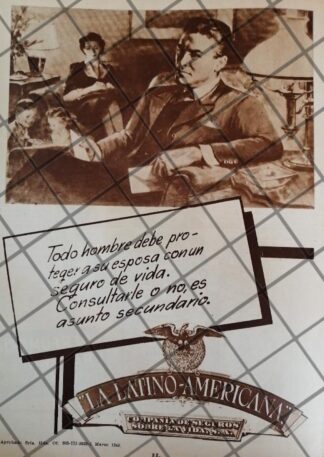 Todo hombre debe pro-
teger a su esposa con un
seguro de vida.
Consultarle o no, es
asunto secundario.
"LA LATINO-AMERICANA"
COMPAÑIA DE SEGUROS
SOBRE LA VIDA, S.A.